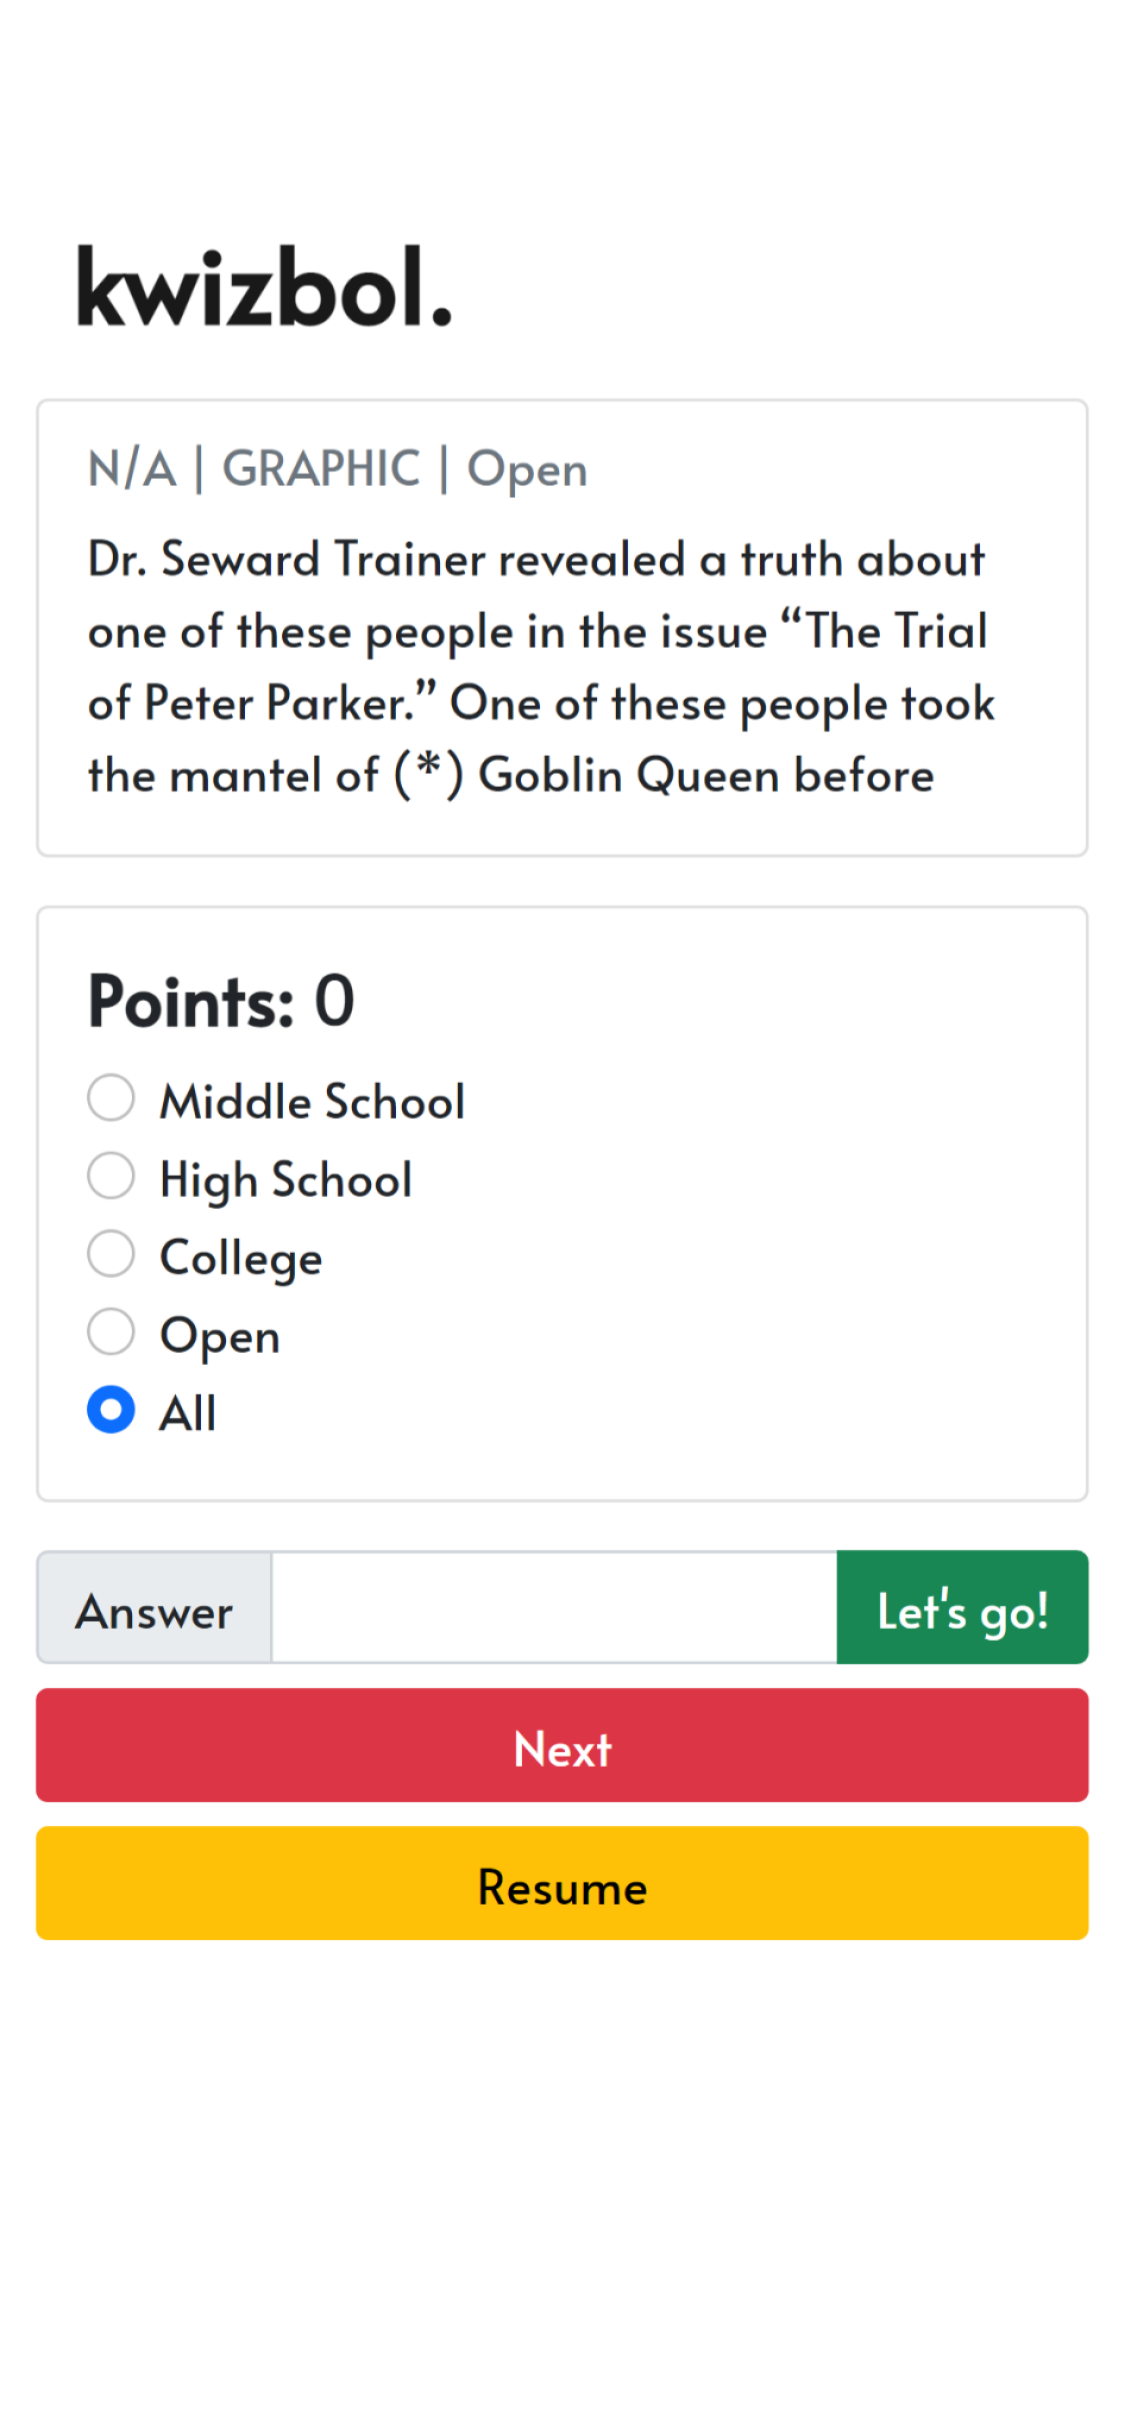 kwizbol.
N/A | GRAPHIC | Open
Dr. Seward Trainer revealed a truth about
one of these people in the issue “The Trial
of Peter Parker.” One of these people took
the mantel of (*) Goblin Queen before
Points: 0
Middle School
High School
College
Open
All
Answer
Let's go!
Next
Resume